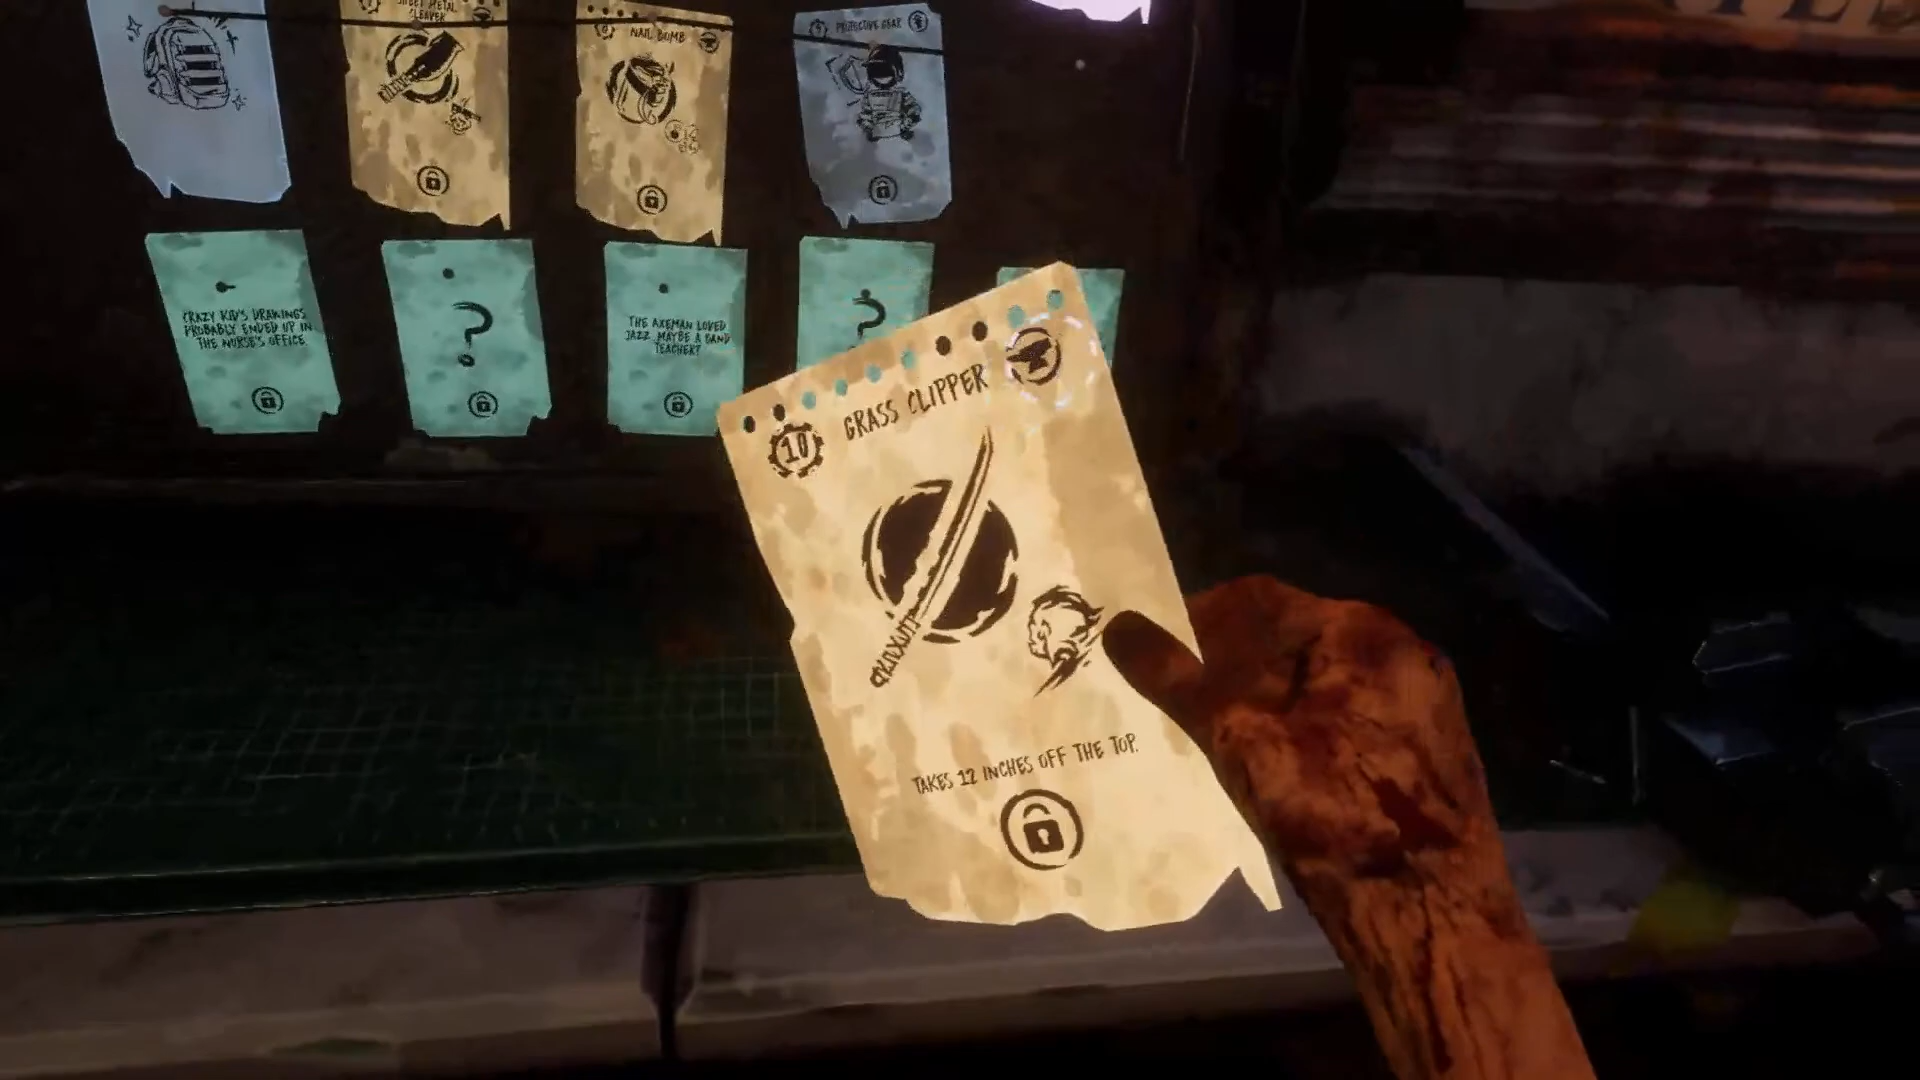 SHEET METAL
CLEAVER
NAIL BOMB
PROTECTIVE GEAR
CRAZY KID'S DRAWINGS
PROBABLY ENDED UP IN
THE NURSE'S OFFICE
?
THE AXEMAN LOVED
JAZZ. MAYBE A BAND
TEACHER?
?
10
GRASS CLIPPER
TAKES 12 INCHES OFF THE TOP.